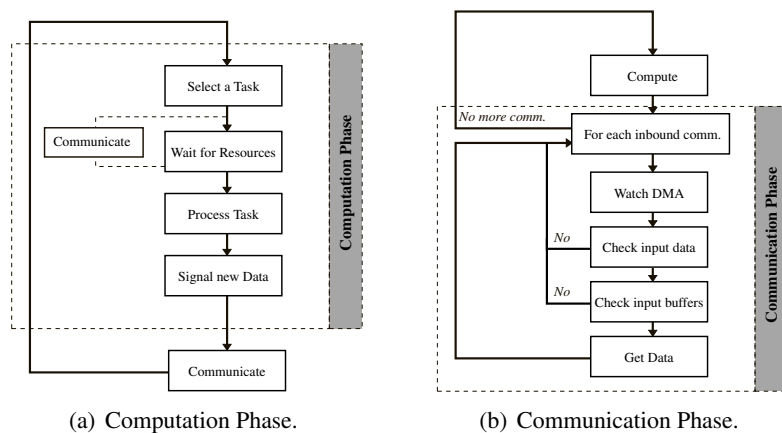 Select a Task
Communicate
Wait for Resources
Process Task
Signal new Data
Communicate
Computation Phase
(a) Computation Phase.
Compute
No more comm.
For each inbound comm.
Watch DMA
No
Check input data
No
Check input buffers
Get Data
Communication Phase
(b) Communication Phase.